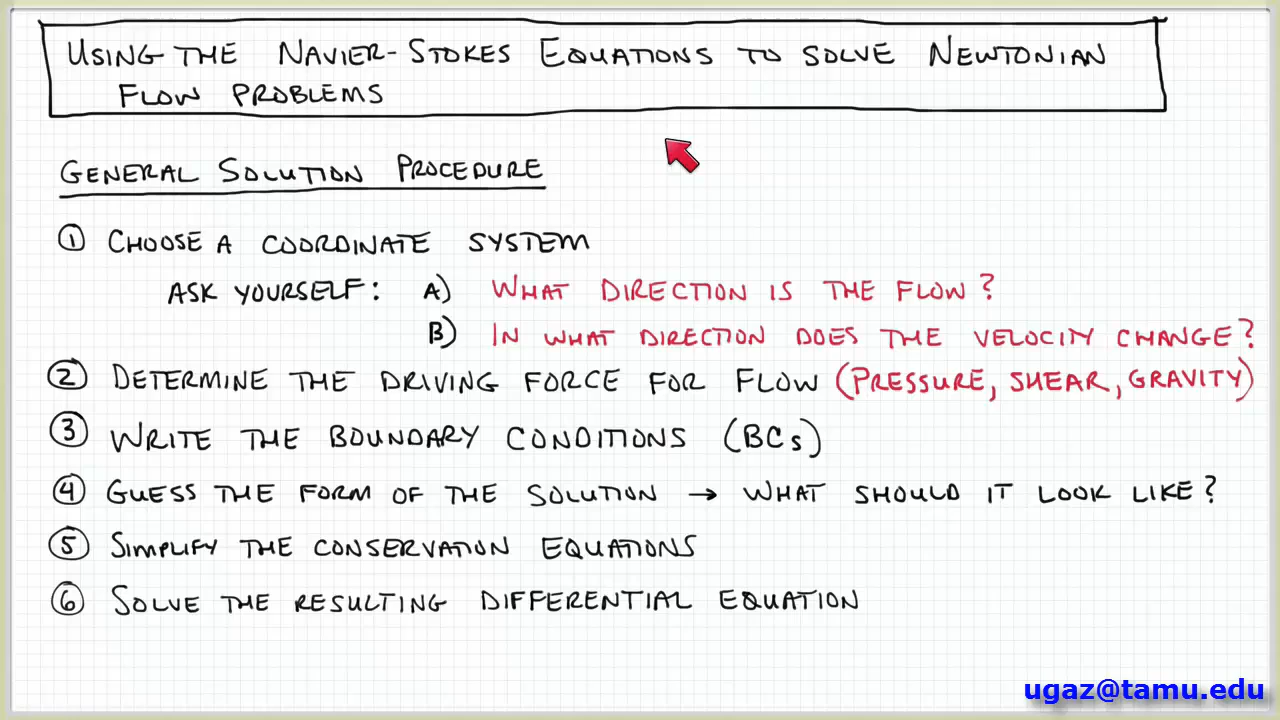 USING THE NAVIER-STOKES EQUATIONS TO SOLVE NEWTONIAN
FLOW PROBLEMS
GENERAL SOLUTION PROCEDURE
① CHOOSE A COORDINATE SYSTEM
ASK YOURSELF: A) WHAT DIRECTION IS THE FLOW?
B) IN WHAT DIRECTION DOES THE VELOCITY CHANGE?
② DETERMINE THE DRIVING FORCE FOR FLOW (PRESSURE, SHEAR, GRAVITY)
③ WRITE THE BOUNDARY CONDITIONS (BCs)
④ GUESS THE FORM OF THE SOLUTION → WHAT SHOULD IT LOOK LIKE?
⑤ SIMPLIFY THE CONSERVATION EQUATIONS
⑥ SOLVE THE RESULTING DIFFERENTIAL EQUATION
ugaz@tamu.edu